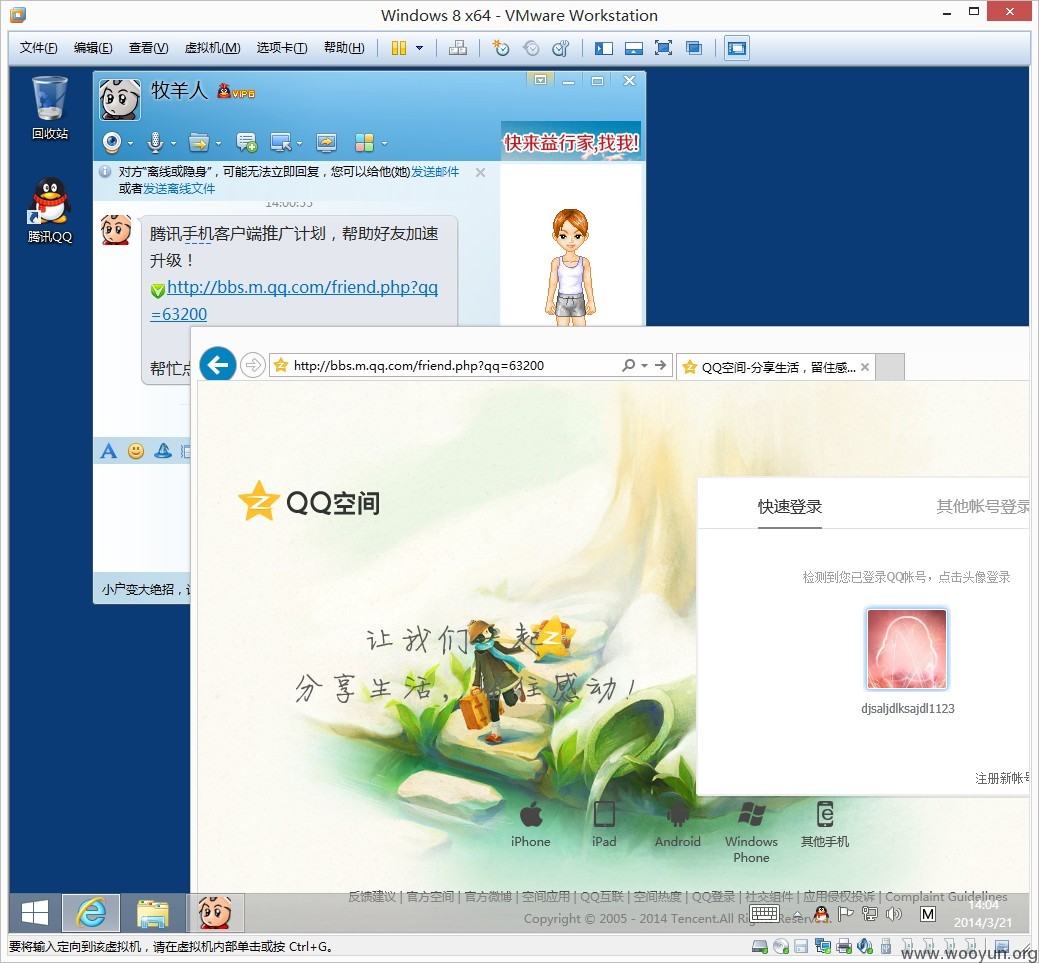 Windows 8 x64 - VMware Workstation
文件(F) 编辑(E) 查看(V) 虚拟机(M) 选项卡(T) 帮助(H)
回收站
腾讯QQ
牧羊人 VIP6
快来益行家,找我!
对方“离线或隐身”，可能无法立即回复，您可以给他(她)发送邮件
或者发送离线文件
14:00:55
腾讯手机客户端推广计划，帮助好友加速
升级！
http://bbs.m.qq.com/friend.php?qq
=63200
帮忙点
小户变大绝招，
http://bbs.m.qq.com/friend.php?qq=63200
QQ空间-分享生活，留住感...
QQ空间
快速登录 其他帐号登录
检测到您已登录QQ帐号，点击头像登录
djsaljdlksajdl1123
注册新帐号
让我们一起
分享生活，留住感动！
iPhone
iPad
Android
Windows Phone
其他手机
反馈建议 | 官方空间 | 官方微博 | 空间应用 | QQ互联 | 空间热度 | QQ登录 | 社交组件 | 应用侵权投诉 | Complaint Guidelines
Copyright © 2005 - 2014 Tencent.All Rights Reserved.
M
14:04
2014/3/21
要将输入定向到该虚拟机，请在虚拟机内部单击或按 Ctrl+G。
www.wooyun.org